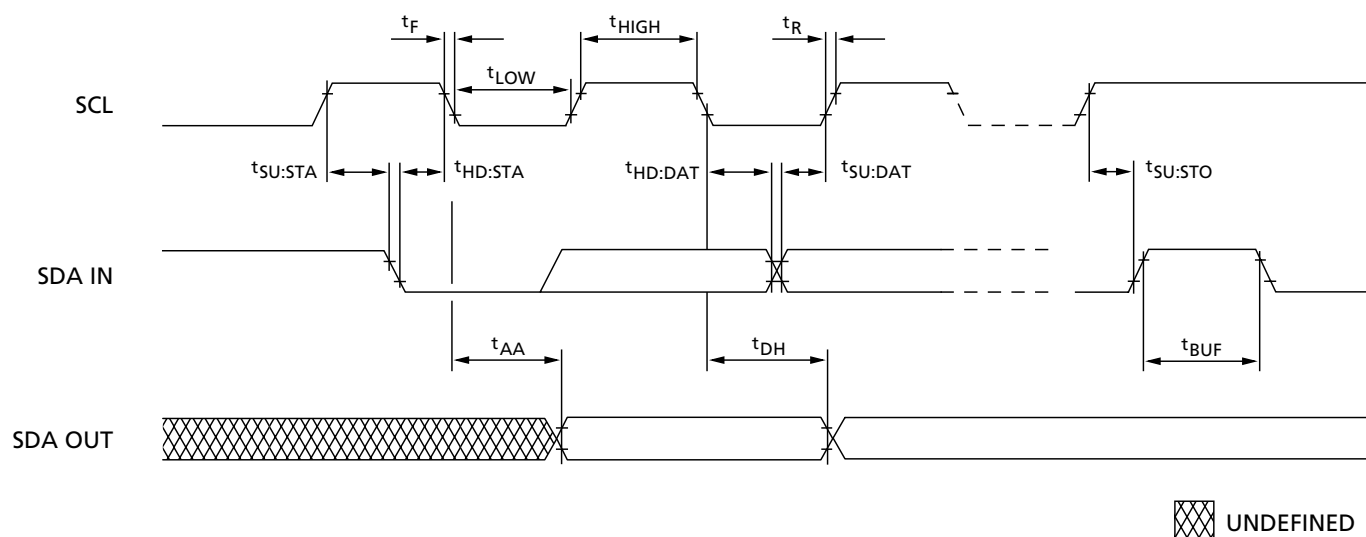 tF
tHIGH
tR
tLOW
SCL
tSU:STA
tHD:STA
tHD:DAT
tSU:DAT
tSU:STO
SDA IN
tAA
tDH
tBUF
SDA OUT
UNDEFINED